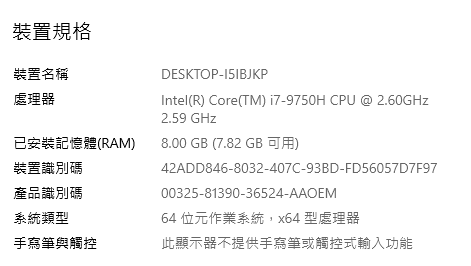 裝置規格
裝置名稱 DESKTOP-I5IBJKP
處理器 Intel(R) Core(TM) i7-9750H CPU @ 2.60GHz
2.59 GHz
已安裝記憶體(RAM) 8.00 GB (7.82 GB 可用)
裝置識別碼 42ADD846-8032-407C-93BD-FD56057D7F97
產品識別碼 00325-81390-36524-AAOEM
系統類型 64 位元作業系統，x64 型處理器
手寫筆與觸控 此顯示器不提供手寫筆或觸控式輸入功能